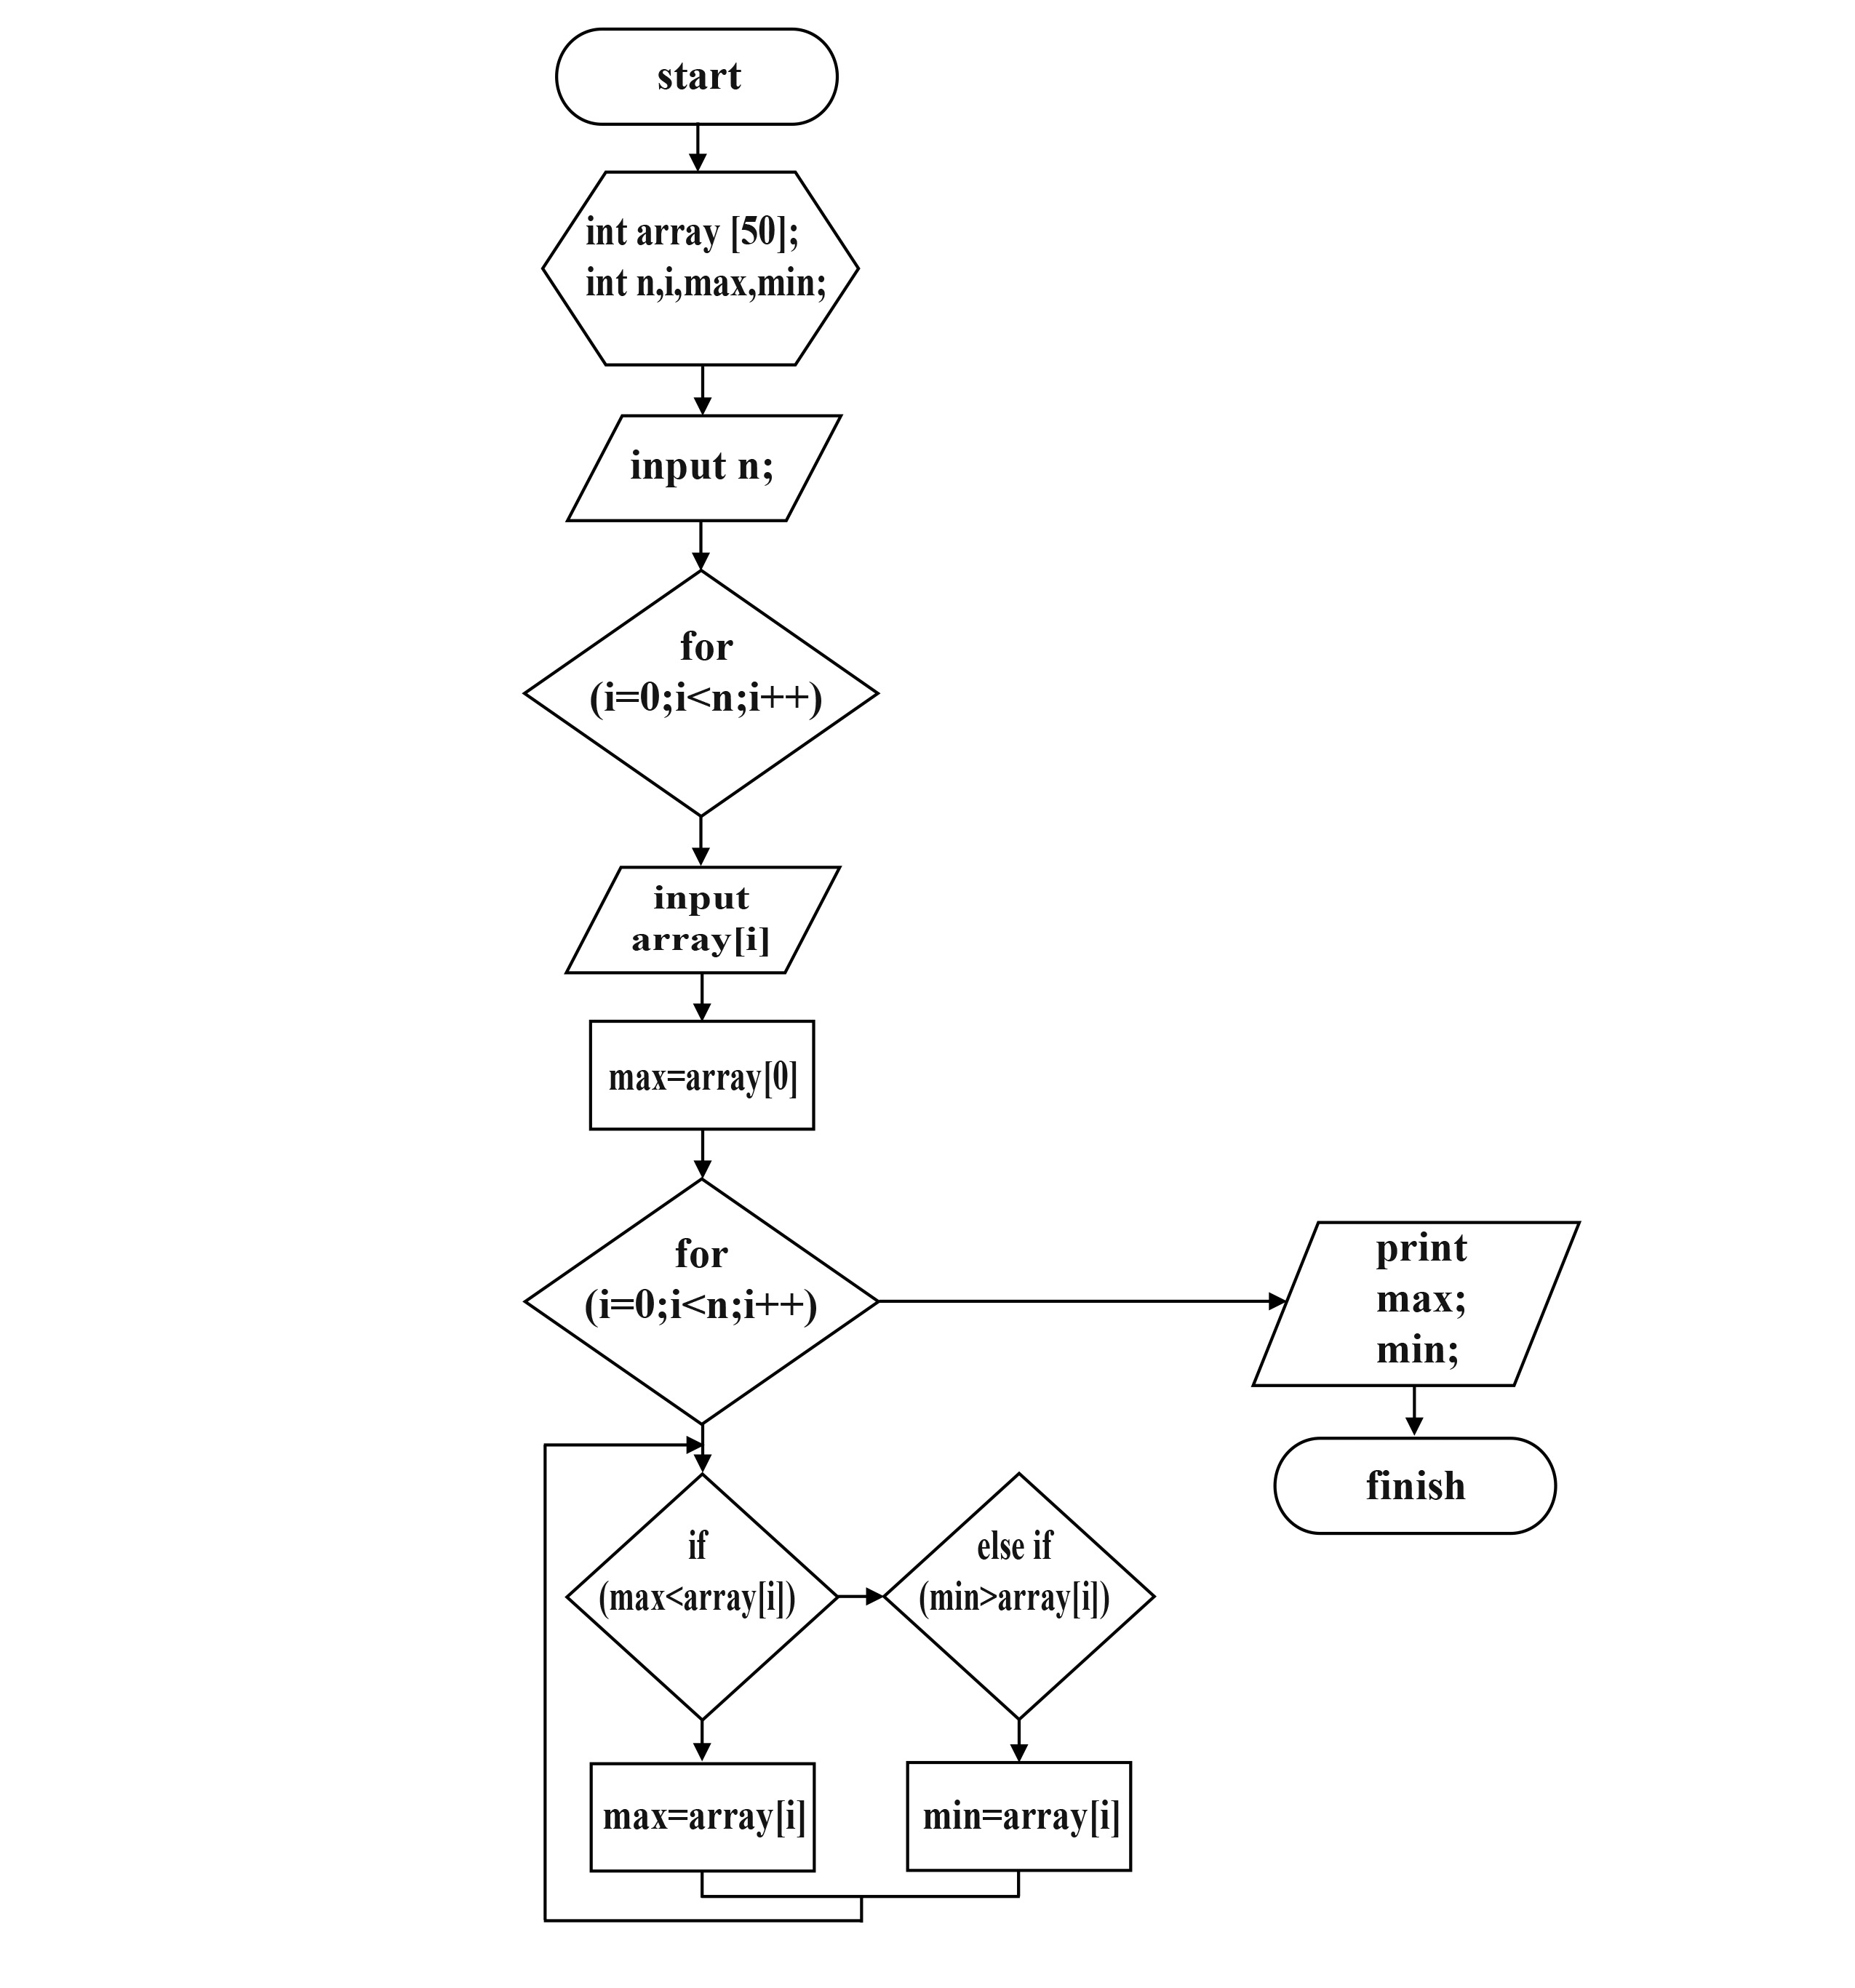 start
int array [50];
int n,i,max,min;
input n;
for
(i=0;i<n;i++)
input
array[i]
max=array[0]
for
(i=0;i<n;i++)
print
max;
min;
finish
if
(max<array[i])
else if
(min>array[i])
max=array[i]
min=array[i]